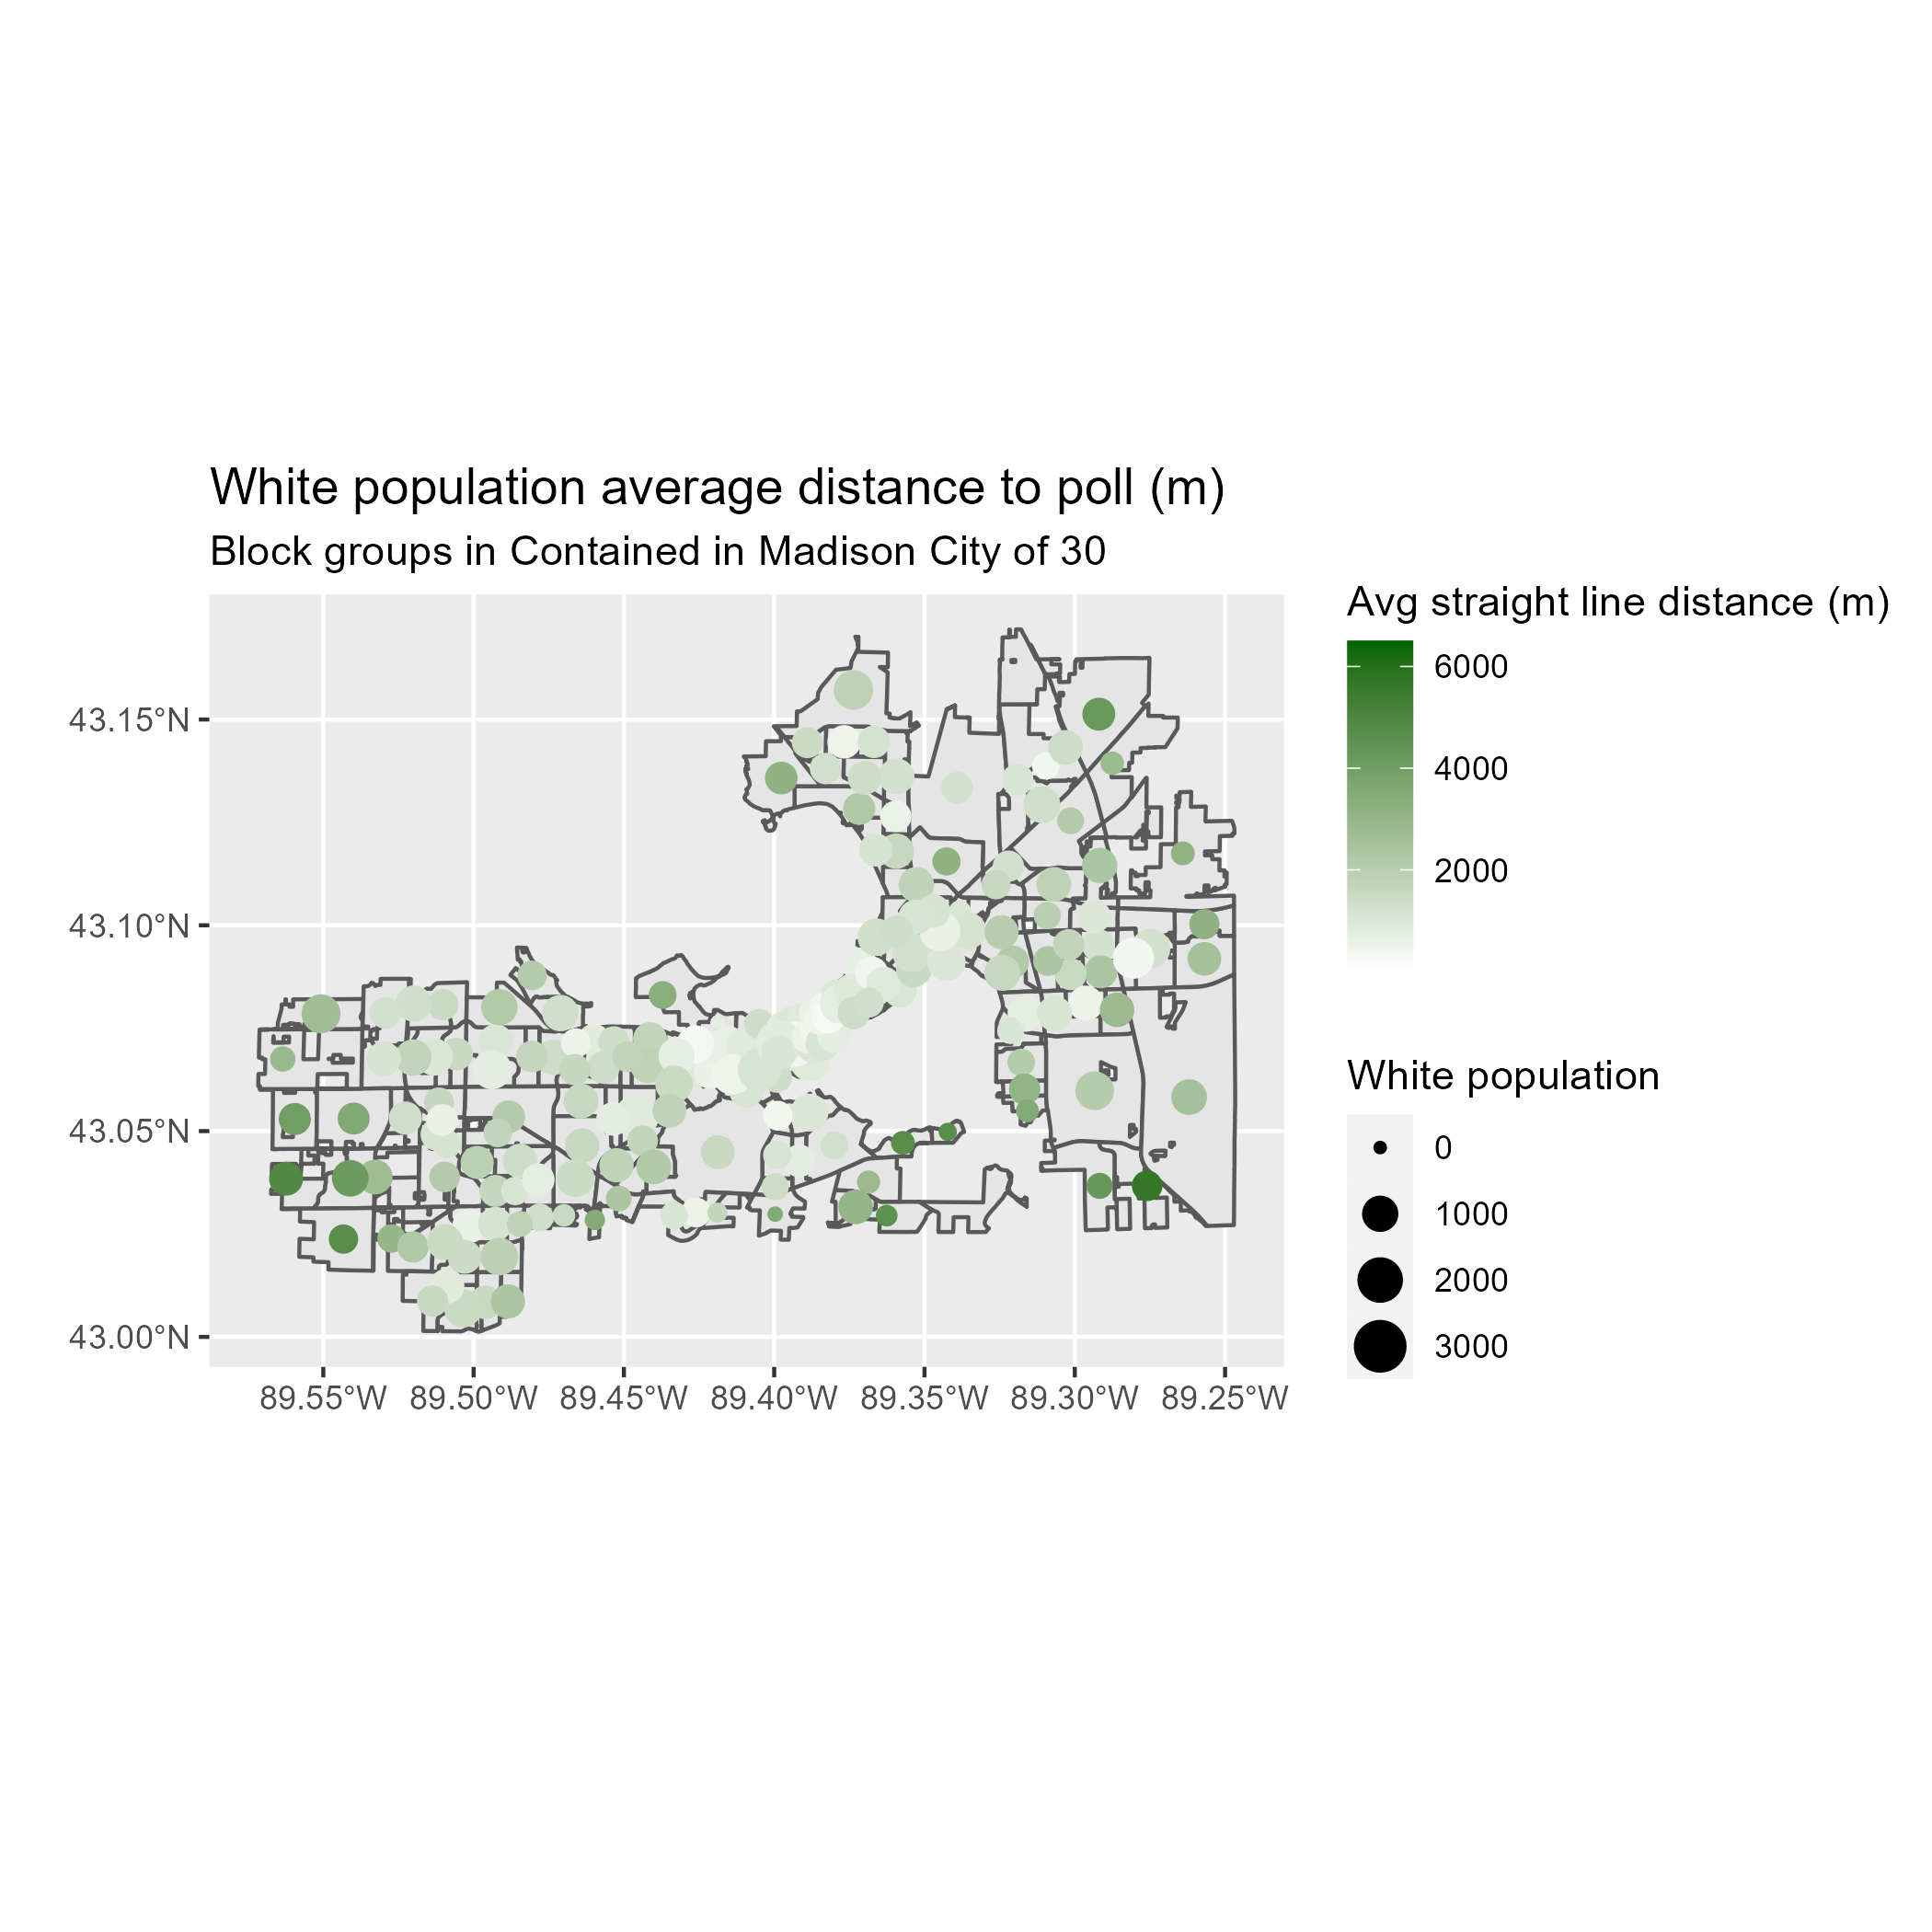 White population average distance to poll (m)
Block groups in Contained in Madison City of 30
43.15°N
43.10°N
43.05°N
43.00°N
89.55°W
89.50°W
89.45°W
89.40°W
89.35°W
89.30°W
89.25°W
Avg straight line distance (m)
6000
4000
2000
White population
0
1000
2000
3000